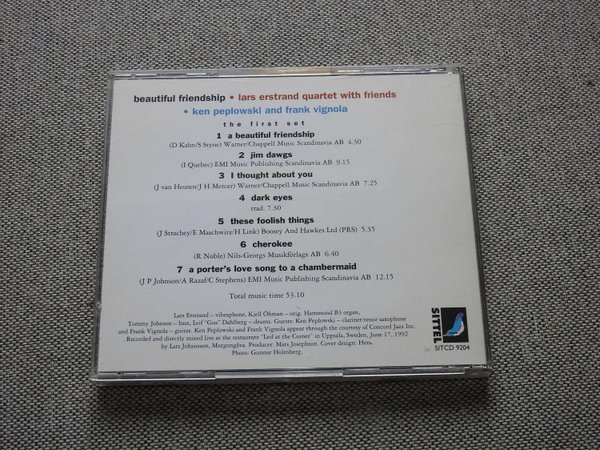 beautiful friendship • lars erstrand quartet with friends
• ken peplowski and frank vignola
the first set
1 a beautiful friendship
(D Kahn/S Styne) Warner/Chappell Music Scandinavia AB 4.30
2 jim dawgs
(I Quebec) EMI Music Publishing Scandinavia AB 9.15
3 I thought about you
(J van Heusen/J H Mercer) Warner/Chappell Music Scandinavia AB 7.25
4 dark eyes
trad. 7.30
5 these foolish things
(J Strachey/E Maschwitz/H Link) Boosey And Hawkes Ltd (PRS) 5.35
6 cherokee
(R Noble) Nils-Georgs Musikförlags AB 6.40
7 a porter's love song to a chambermaid
(J P Johnson/A Razaf/C Stephens) EMI Music Publishing Scandinavia AB 12.15
Total music time 53.10
Lars Erstrand – vibraphone, Kjell Öhman – orig. Hammond B3 organ,
Tommy Johnson – bass, Leif "Gus" Dahlberg – drums. Guests: Ken Peplowski – clarinet/tenor saxophone
and Frank Vignola – guitar. Ken Peplowski and Frank Vignola appear through the courtesy of Concord Jazz Inc.
Recorded and directly mixed live at the restaurant "Leif at the Corner" in Uppsala, Sweden, June 17, 1992
by Lars Johansson, Morgongåva. Producer: Mats Josephson. Cover design: Hera.
Photo: Gunnar Holmberg.
SITTEL
SITCD 9204